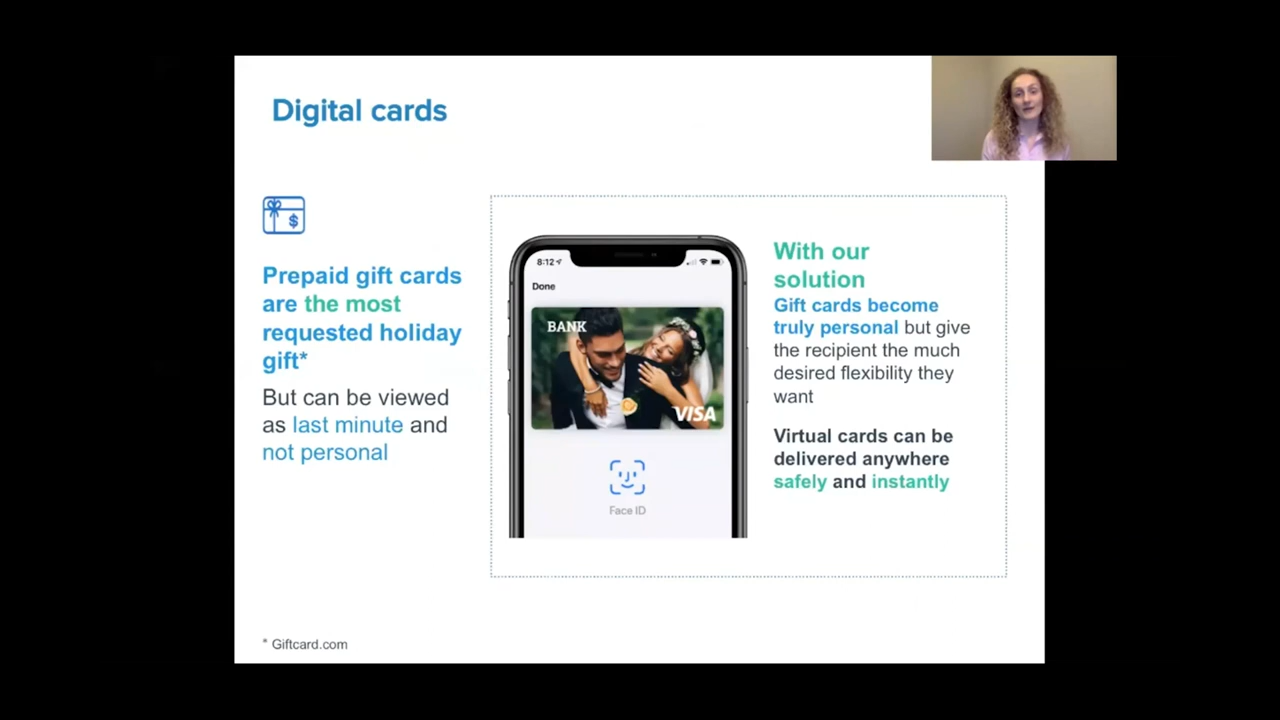 Digital cards
$
Prepaid gift cards
are the most
requested holiday
gift*
But can be viewed
as last minute and
not personal
8:12
Done
BANK
VISA
Face ID
With our
solution
Gift cards become
truly personal but give
the recipient the much
desired flexibility they
want
Virtual cards can be
delivered anywhere
safely and instantly
* Giftcard.com